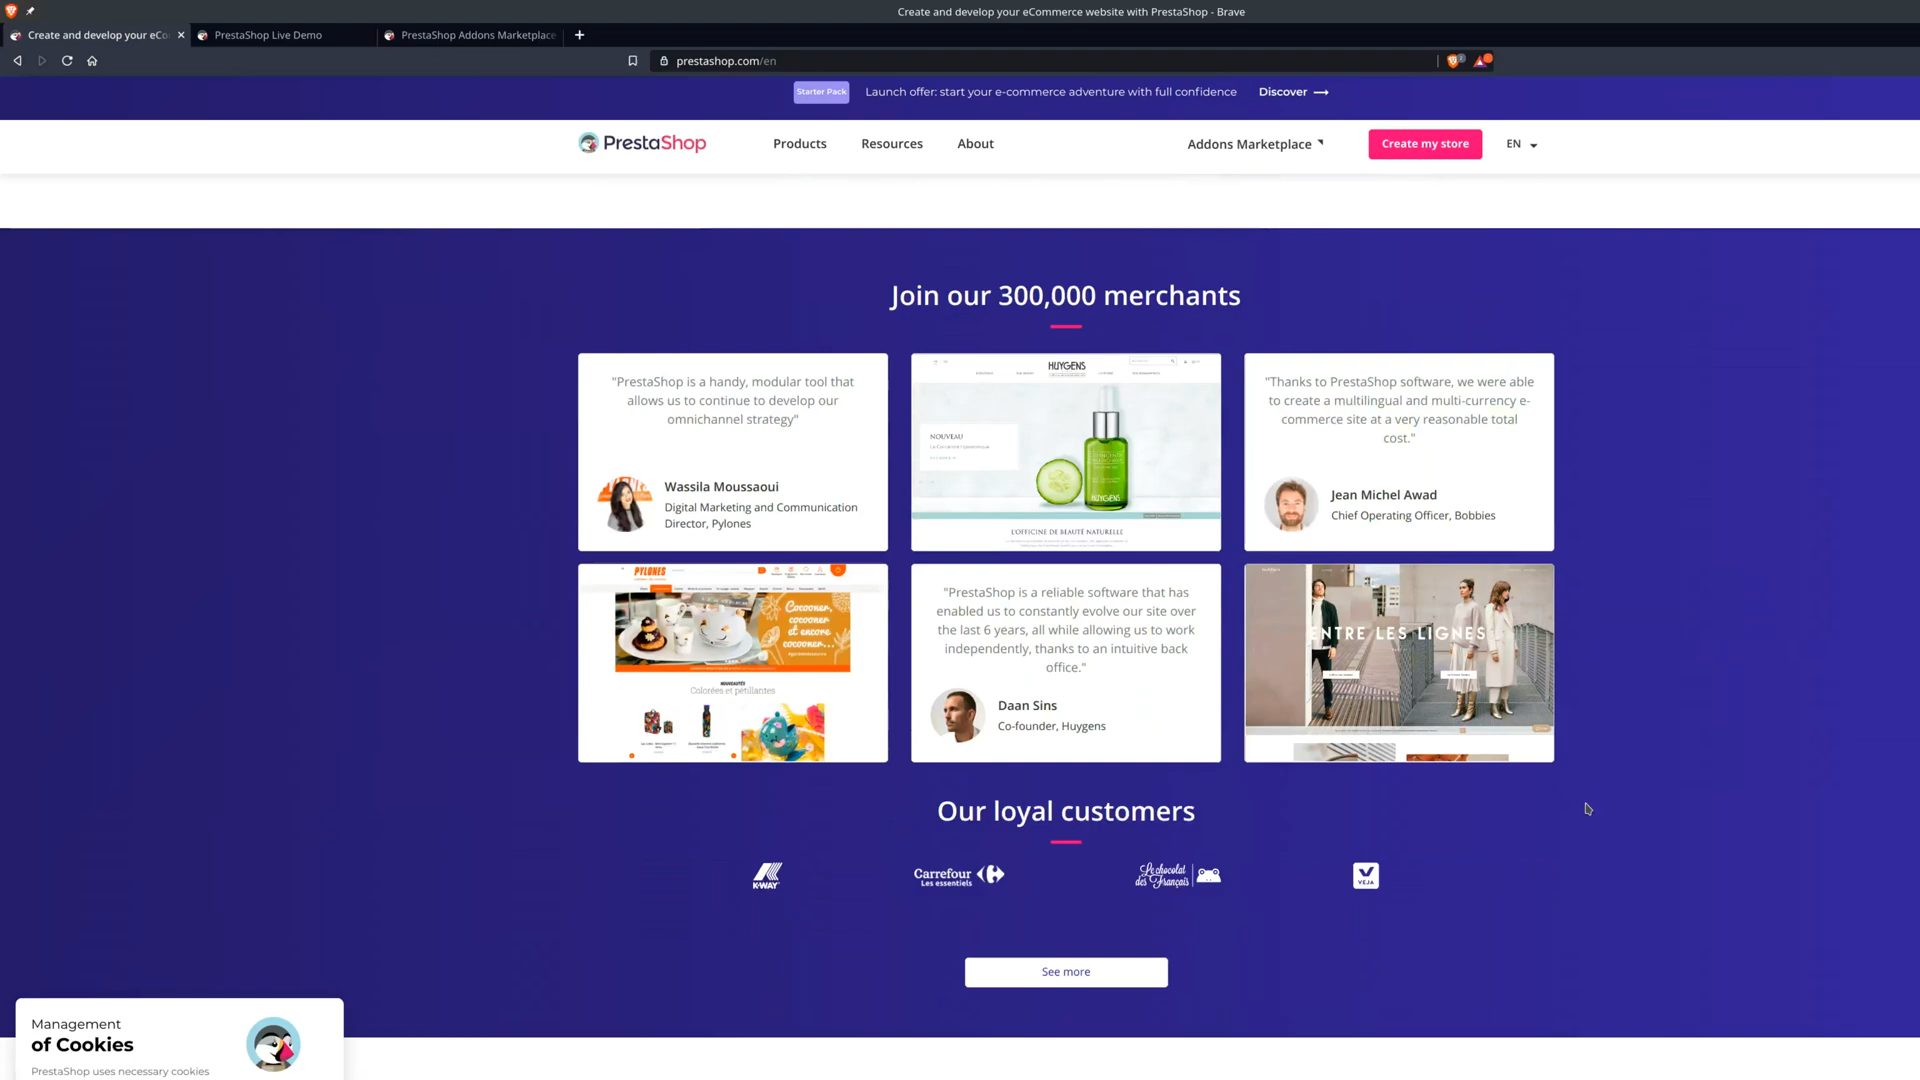 Create and develop your eCommerce website with PrestaShop - Brave
Create and develop your eCo
PrestaShop Live Demo
PrestaShop Addons Marketplace
prestashop.com/en
Starter Pack
Launch offer: start your e-commerce adventure with full confidence
Discover
PrestaShop
Products
Resources
About
Addons Marketplace
Create my store
EN
Join our 300,000 merchants
"PrestaShop is a handy, modular tool that
allows us to continue to develop our
omnichannel strategy"
Wassila Moussaoui
Digital Marketing and Communication
Director, Pylones
HUYGENS
NOUVEAU
HUYGENS
L'OFFICINE DE BEAUTÉ NATURELLE
"Thanks to PrestaShop software, we were able
to create a multilingual and multi-currency e-
commerce site at a very reasonable total
cost."
Jean Michel Awad
Chief Operating Officer, Bobbies
PYLONES
Cocooner,
cocooner
et encore
cocooner...
NOUVEAUTÉS
Colorées et pétillantes
"PrestaShop is a reliable software that has
enabled us to constantly evolve our site over
the last 6 years, all while allowing us to work
independently, thanks to an intuitive back
office."
Daan Sins
Co-founder, Huygens
ENTRE LES LIGNES
Our loyal customers
K-WAY
Carrefour
Les essentiels
Le chocolat
des Français
VEJA
See more
Management
of Cookies
PrestaShop uses necessary cookies